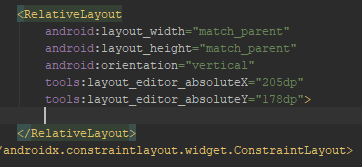 <RelativeLayout
android:layout_width="match_parent"
android:layout_height="match_parent"
android:orientation="vertical"
tools:layout_editor_absoluteX="205dp"
tools:layout_editor_absoluteY="178dp">
</RelativeLayout>
/androidx.constraintlayout.widget.ConstraintLayout>